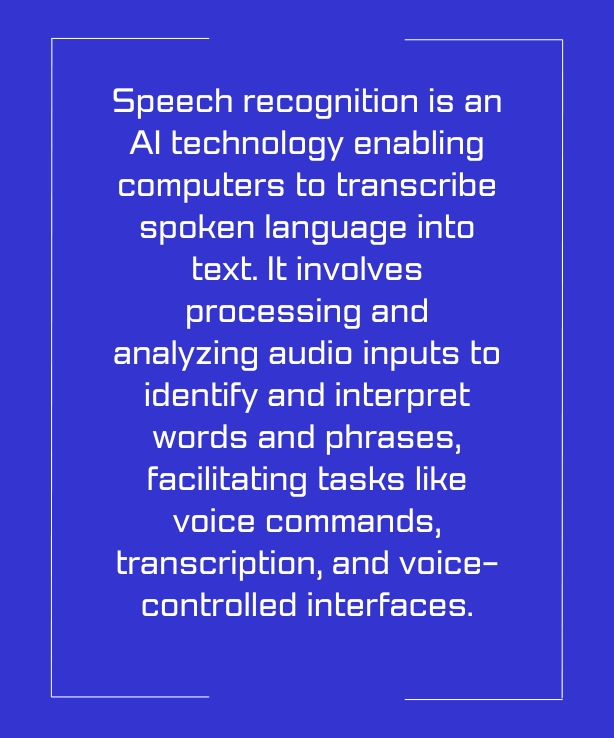 Speech recognition is an
AI technology enabling
computers to transcribe
spoken language into
text. It involves
processing and
analyzing audio inputs to
identify and interpret
words and phrases,
facilitating tasks like
voice commands,
transcription, and voice-
controlled interfaces.